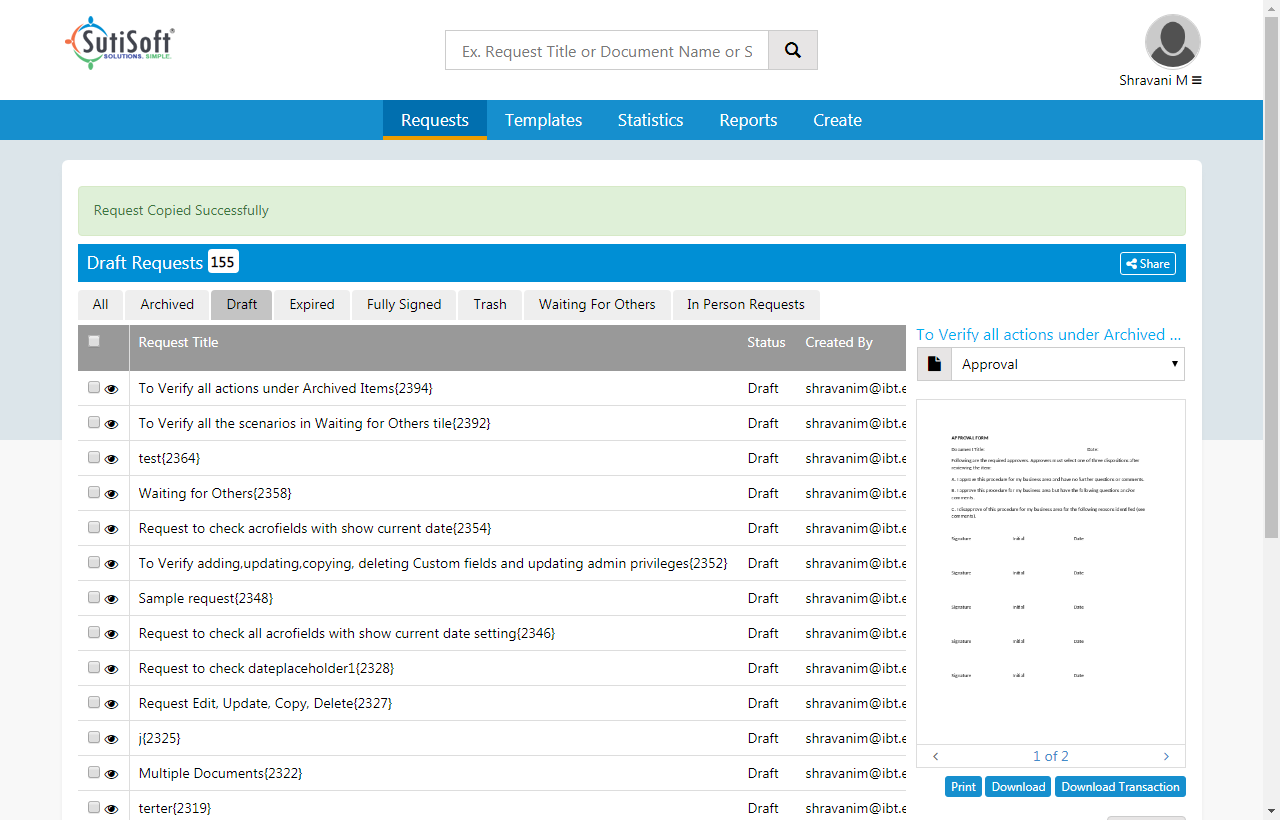 SutiSoft®
SOLUTIONS. SIMPLE.
Ex. Request Title or Document Name or S
Shravani M
Requests Templates Statistics Reports Create
Request Copied Successfully
Draft Requests 155 Share
All Archived Draft Expired Fully Signed Trash Waiting For Others In Person Requests
Request Title Status Created By
To Verify all actions under Archived Items{2394} Draft shravanim@ibt.e
To Verify all the scenarios in Waiting for Others tile{2392} Draft shravanim@ibt.e
test{2364} Draft shravanim@ibt.e
Waiting for Others{2358} Draft shravanim@ibt.e
Request to check acrofields with show current date{2354} Draft shravanim@ibt.e
To Verify adding,updating,copying, deleting Custom fields and updating admin privileges{2352} Draft shravanim@ibt.e
Sample request{2348} Draft shravanim@ibt.e
Request to check all acrofields with show current date setting{2346} Draft shravanim@ibt.e
Request to check dateplaceholder1{2328} Draft shravanim@ibt.e
Request Edit, Update, Copy, Delete{2327} Draft shravanim@ibt.e
j{2325} Draft shravanim@ibt.e
Multiple Documents{2322} Draft shravanim@ibt.e
terter{2319} Draft shravanim@ibt.e
To Verify all actions under Archived ...
Approval
APPROVAL FORM
Document Title: Date:
Following are the required approvers. Approvers must select one of three dispositions after
reviewing the item:
A. I approve this procedure for my business area and have no further questions or comments.
B. I approve this procedure for my business area but have the following questions and/or
comments.
C. I disapprove of this procedure for my business area for the following reasons identified (see
comments).
Signature Initial Date
Signature Initial Date
Signature Initial Date
Signature Initial Date
Signature Initial Date
1 of 2
Print Download Download Transaction